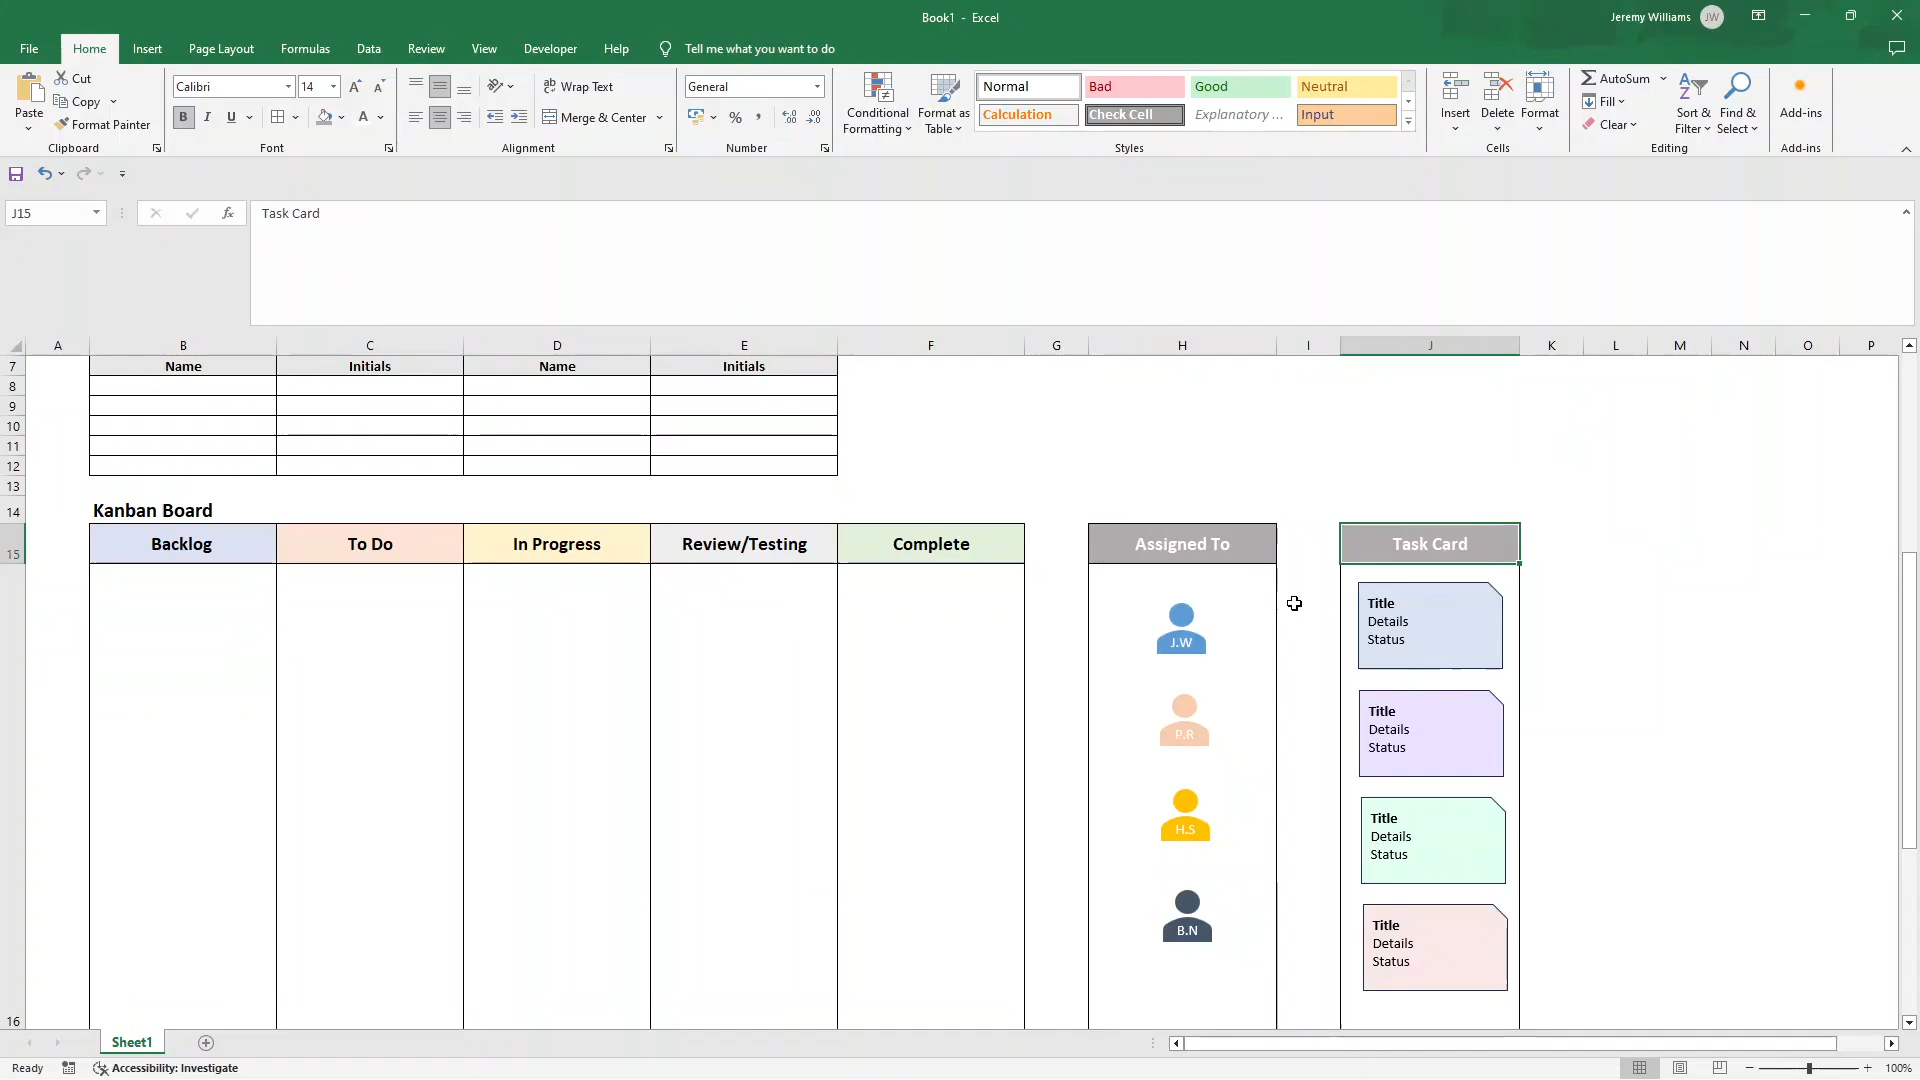 Book1 - Excel
Jeremy Williams JW
File Home Insert Page Layout Formulas Data Review View Developer Help Tell me what you want to do
Paste
Cut
Copy
Format Painter
Clipboard
Calibri 14
B I U
Font
Wrap Text
Merge & Center
Alignment
General
Number
Conditional Formatting
Format as Table
Normal Bad Good Neutral
Calculation Check Cell Explanatory ... Input
Styles
Insert Delete Format
Cells
AutoSum
Fill
Clear
Sort & Filter
Find & Select
Editing
Add-ins
Add-ins
J15 fx Task Card
A B C D E F G H I J K L M N O P
7 Name Initials Name Initials
8
9
10
11
12
13
14 Kanban Board
15 Backlog To Do In Progress Review/Testing Complete Assigned To Task Card
J.W
P.R
H.S
B.N
Title
Details
Status
Title
Details
Status
Title
Details
Status
Title
Details
Status
16
Sheet1
Ready Accessibility: Investigate 100%